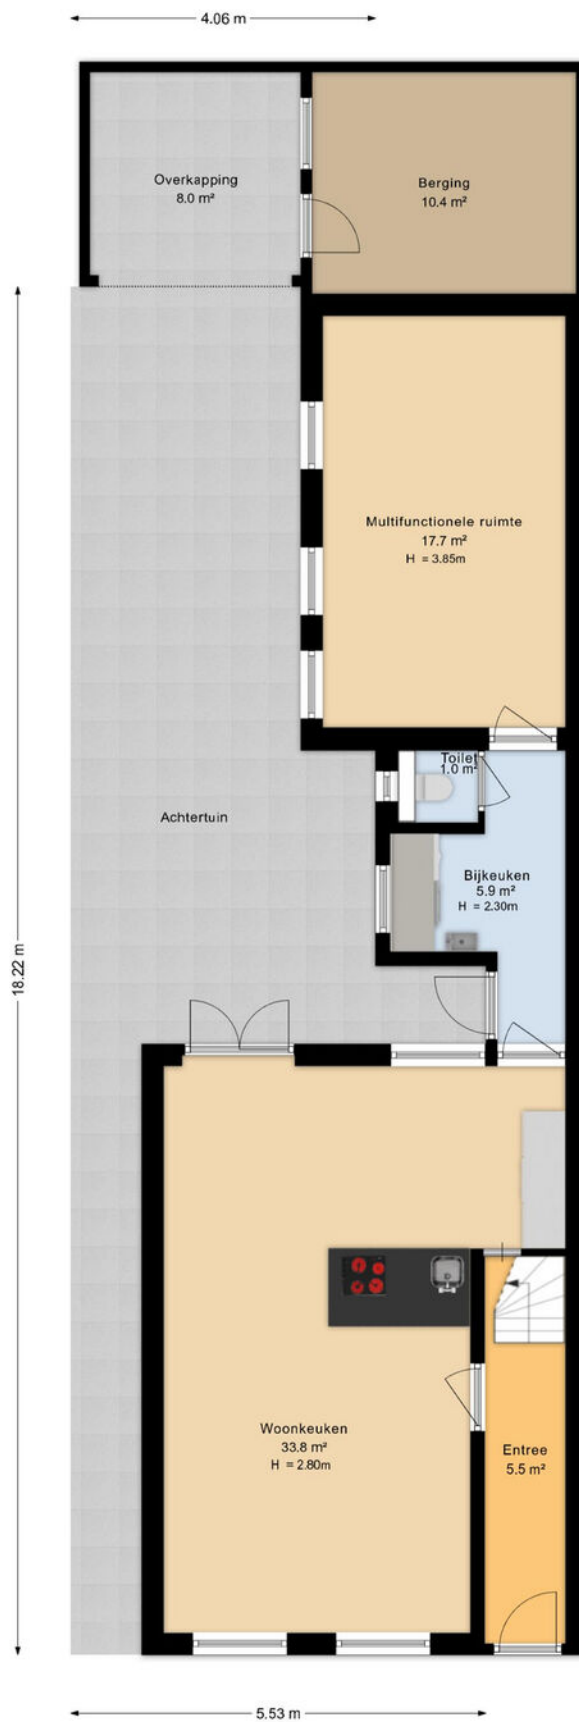 4.06 m
Overkapping
8.0 m²
Berging
10.4 m²
Multifunctionele ruimte
17.7 m²
H = 3.85m
Toilet
1.0 m²
Achtertuin
Bijkeuken
5.9 m²
H = 2.30m
18.22 m
Woonkeuken
33.8 m²
H = 2.80m
Entree
5.5 m²
5.53 m